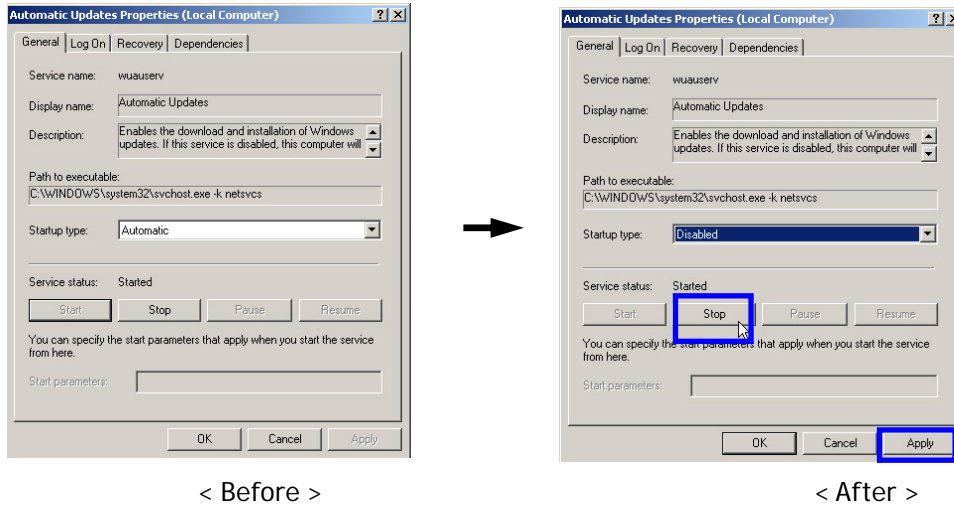 Automatic Updates Properties (Local Computer)
General Log On Recovery Dependencies
Service name: wuauserv
Display name: Automatic Updates
Description: Enables the download and installation of Windows
updates. If this service is disabled, this computer will
Path to executable:
C:\WINDOWS\system32\svchost.exe -k netsvcs
Startup type: Automatic
Service status: Started
Start Stop Pause Resume
You can specify the start parameters that apply when you start the service
from here.
Start parameters:
OK Cancel Apply
< Before >
Automatic Updates Properties (Local Computer)
General Log On Recovery Dependencies
Service name: wuauserv
Display name: Automatic Updates
Description: Enables the download and installation of Windows
updates. If this service is disabled, this computer will
Path to executable:
C:\WINDOWS\system32\svchost.exe -k netsvcs
Startup type: Disabled
Service status: Started
Start Stop Pause Resume
You can specify the start parameters that apply when you start the service
from here.
Start parameters:
OK Cancel Apply
< After >